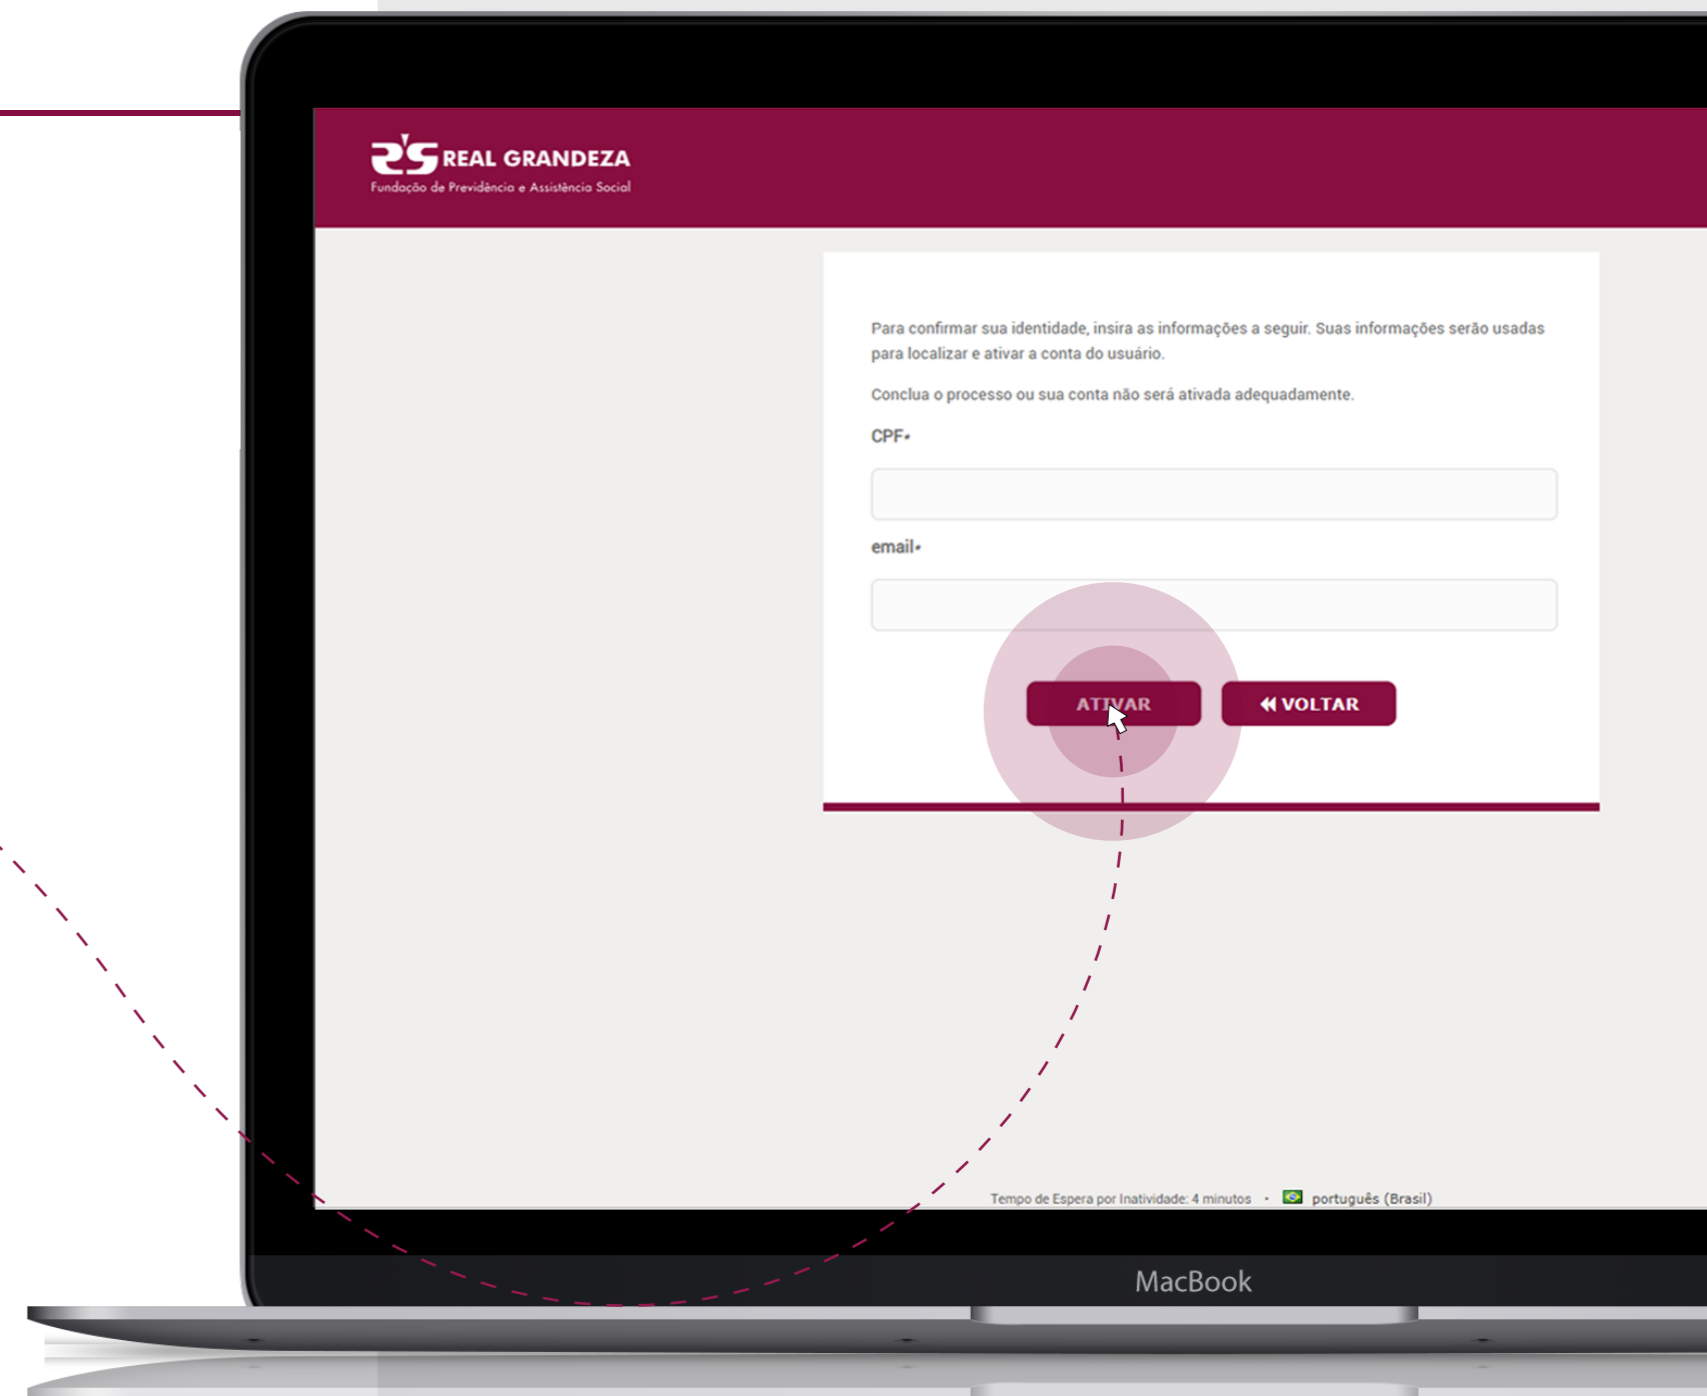 REAL GRANDEZA
Fundação de Previdência e Assistência Social
Para confirmar sua identidade, insira as informações a seguir. Suas informações serão usadas
para localizar e ativar a conta do usuário.
Conclua o processo ou sua conta não será ativada adequadamente.
CPF*
email*
ATIVAR
VOLTAR
Tempo de Espera por Inatividade: 4 minutos · português (Brasil)
MacBook